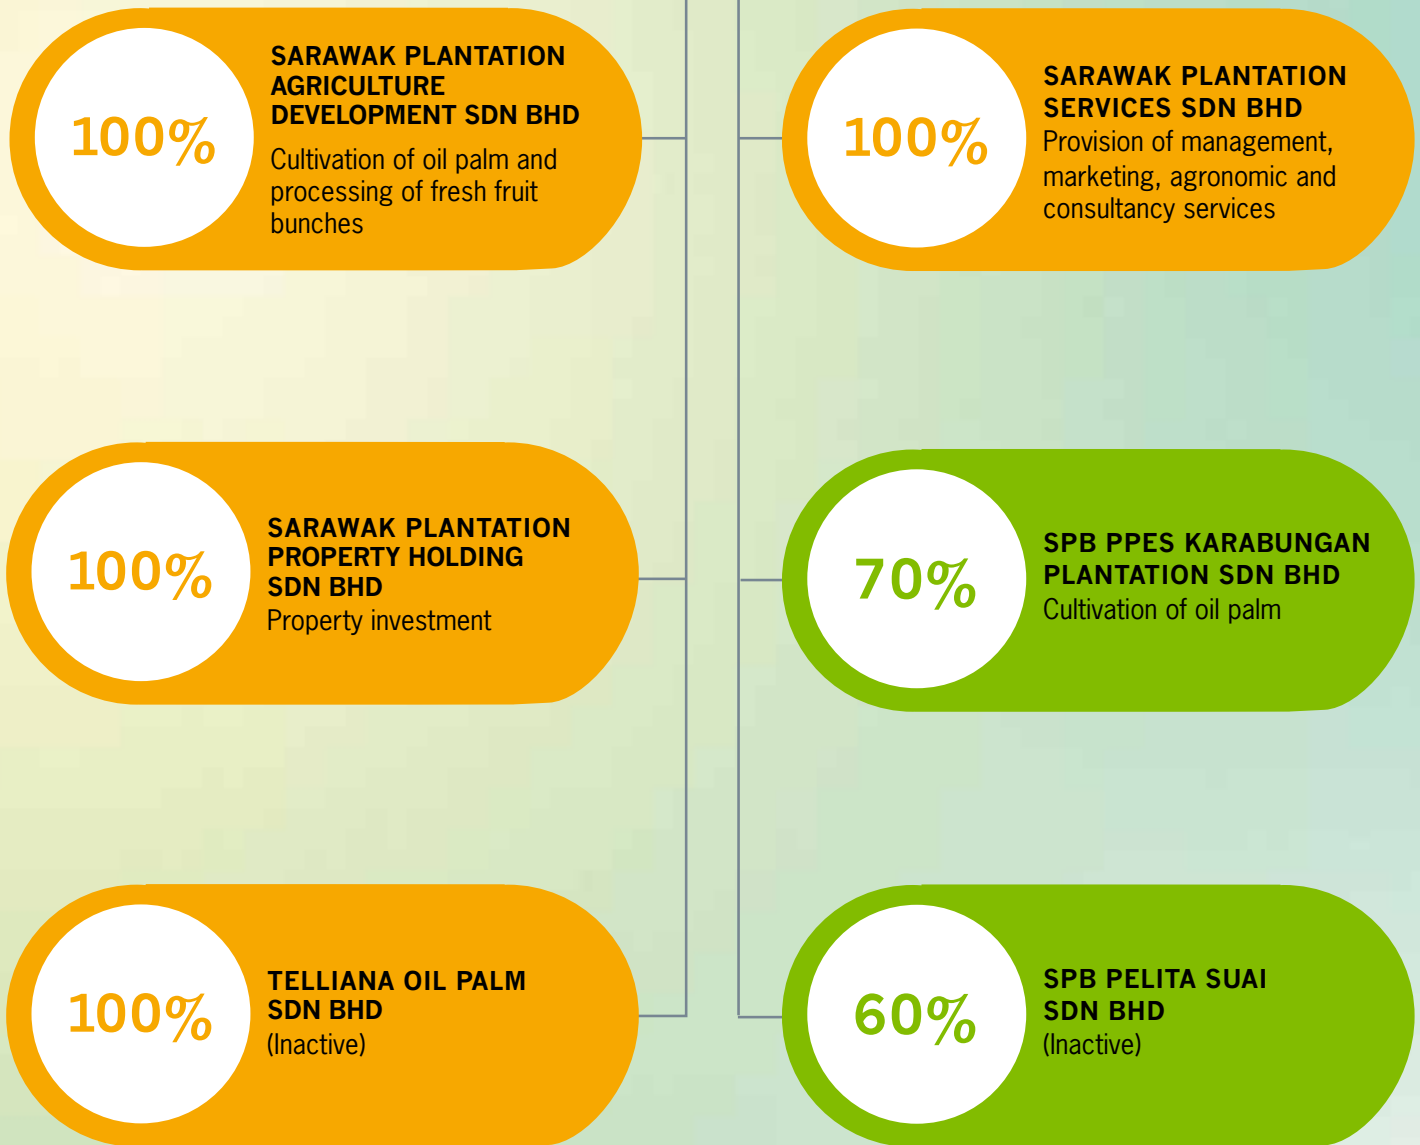 100%
SARAWAK PLANTATION
AGRICULTURE
DEVELOPMENT SDN BHD
Cultivation of oil palm and
processing of fresh fruit
bunches
100%
SARAWAK PLANTATION
SERVICES SDN BHD
Provision of management,
marketing, agronomic and
consultancy services
100%
SARAWAK PLANTATION
PROPERTY HOLDING
SDN BHD
Property investment
70%
SPB PPES KARABUNGAN
PLANTATION SDN BHD
Cultivation of oil palm
100%
TELLIANA OIL PALM
SDN BHD
(Inactive)
60%
SPB PELITA SUAI
SDN BHD
(Inactive)